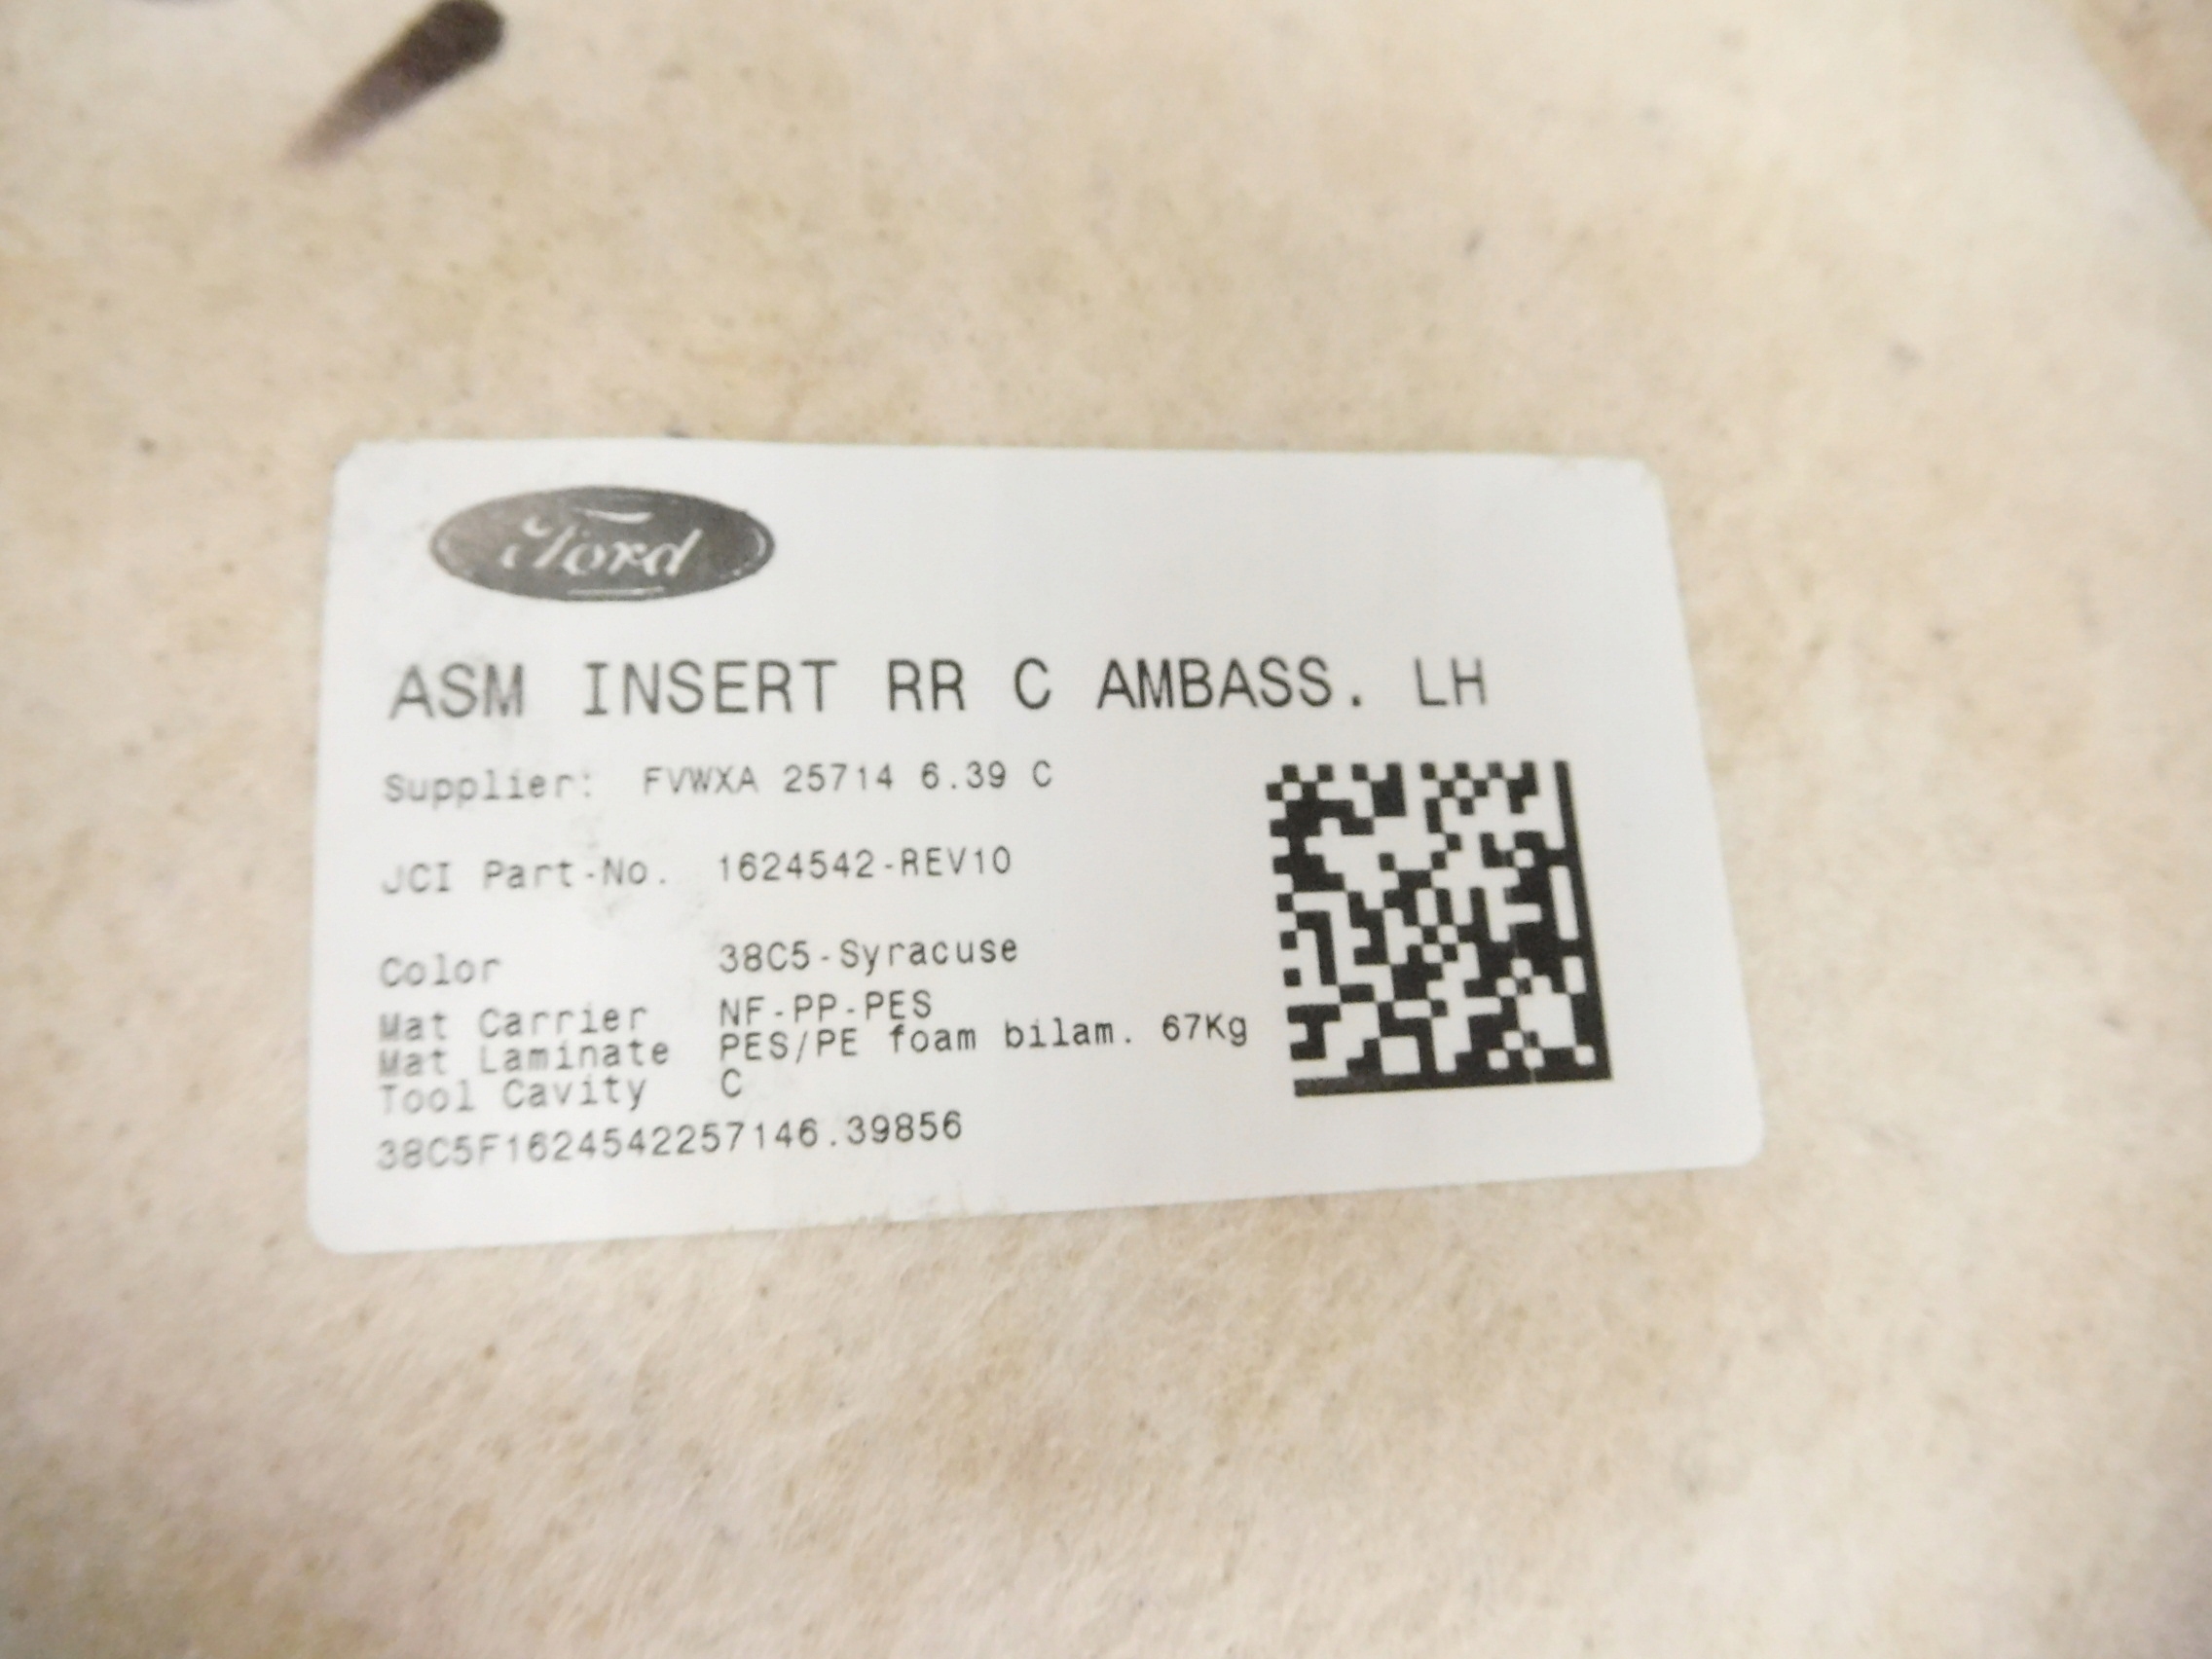 Ford
ASM INSERT RR C AMBASS. LH
Supplier: FVWXA 25714 6.39 C
JCI Part-No. 1624542-REV10
Color 38C5-Syracuse
Mat Carrier NF-PP-PES
Mat Laminate PES/PE foam bilam. 67Kg
Tool Cavity C
38C5F1624542257146.39856